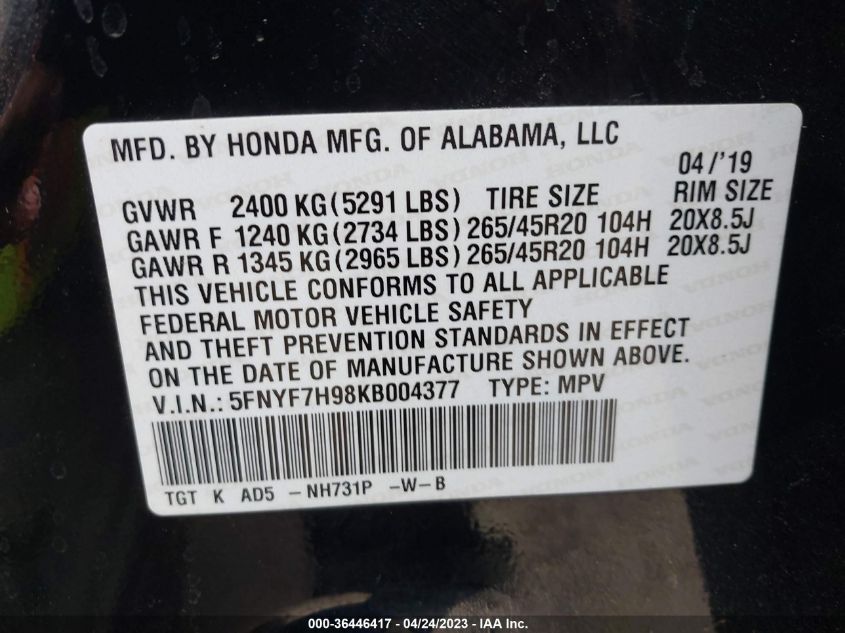 MFD. BY HONDA MFG. OF ALABAMA, LLC
04/'19
GVWR 2400 KG(5291 LBS) TIRE SIZE RIM SIZE
GAWR F 1240 KG(2734 LBS) 265/45R20 104H 20X8.5J
GAWR R 1345 KG(2965 LBS) 265/45R20 104H 20X8.5J
THIS VEHICLE CONFORMS TO ALL APPLICABLE
FEDERAL MOTOR VEHICLE SAFETY
AND THEFT PREVENTION STANDARDS IN EFFECT
ON THE DATE OF MANUFACTURE SHOWN ABOVE.
V.I.N.: 5FNYF7H98KB004377 TYPE: MPV
TGT K AD5 -NH731P -W-B
000-36446417 - 04/24/2023 - IAA Inc.